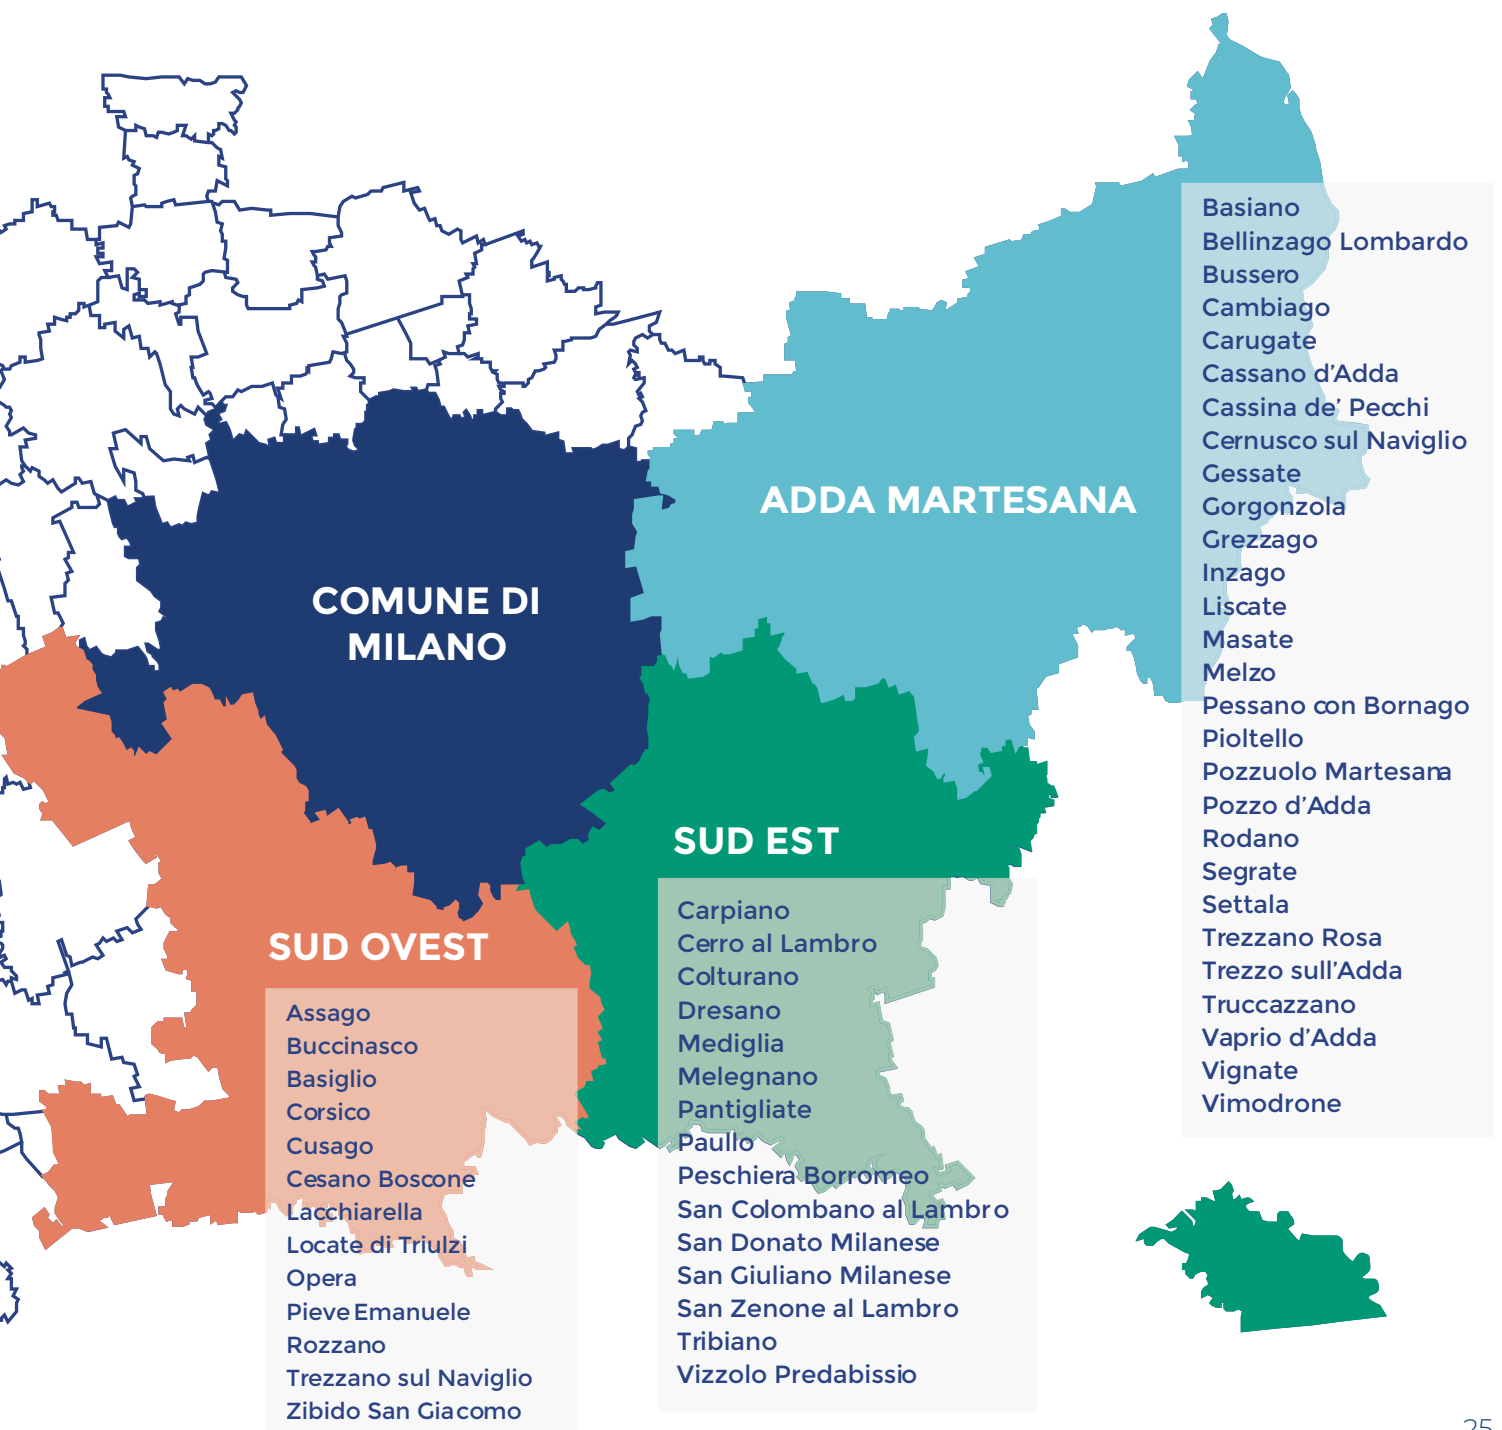 ADDA MARTESANA
Basiano
Bellinzago Lombardo
Bussero
Cambiago
Carugate
Cassano d’Adda
Cassina de’ Pecchi
Cernusco sul Naviglio
Gessate
Gorgonzola
Grezzago
Inzago
Liscate
Masate
Melzo
Pessano con Bornago
Pioltello
Pozzuolo Martesana
Pozzo d’Adda
Rodano
Segrate
Settala
Trezzano Rosa
Trezzo sull’Adda
Truccazzano
Vaprio d’Adda
Vignate
Vimodrone
COMUNE DI
MILANO
SUD EST
Carpiano
Cerro al Lambro
Colturano
Dresano
Mediglia
Melegnano
Pantigliate
Paullo
Peschiera Borromeo
San Colombano al Lambro
San Donato Milanese
San Giuliano Milanese
San Zenone al Lambro
Tribiano
Vizzolo Predabissio
SUD OVEST
Assago
Buccinasco
Basiglio
Corsico
Cusago
Cesano Boscone
Lacchiarella
Locate di Triulzi
Opera
Pieve Emanuele
Rozzano
Trezzano sul Naviglio
Zibido San Giacomo
25